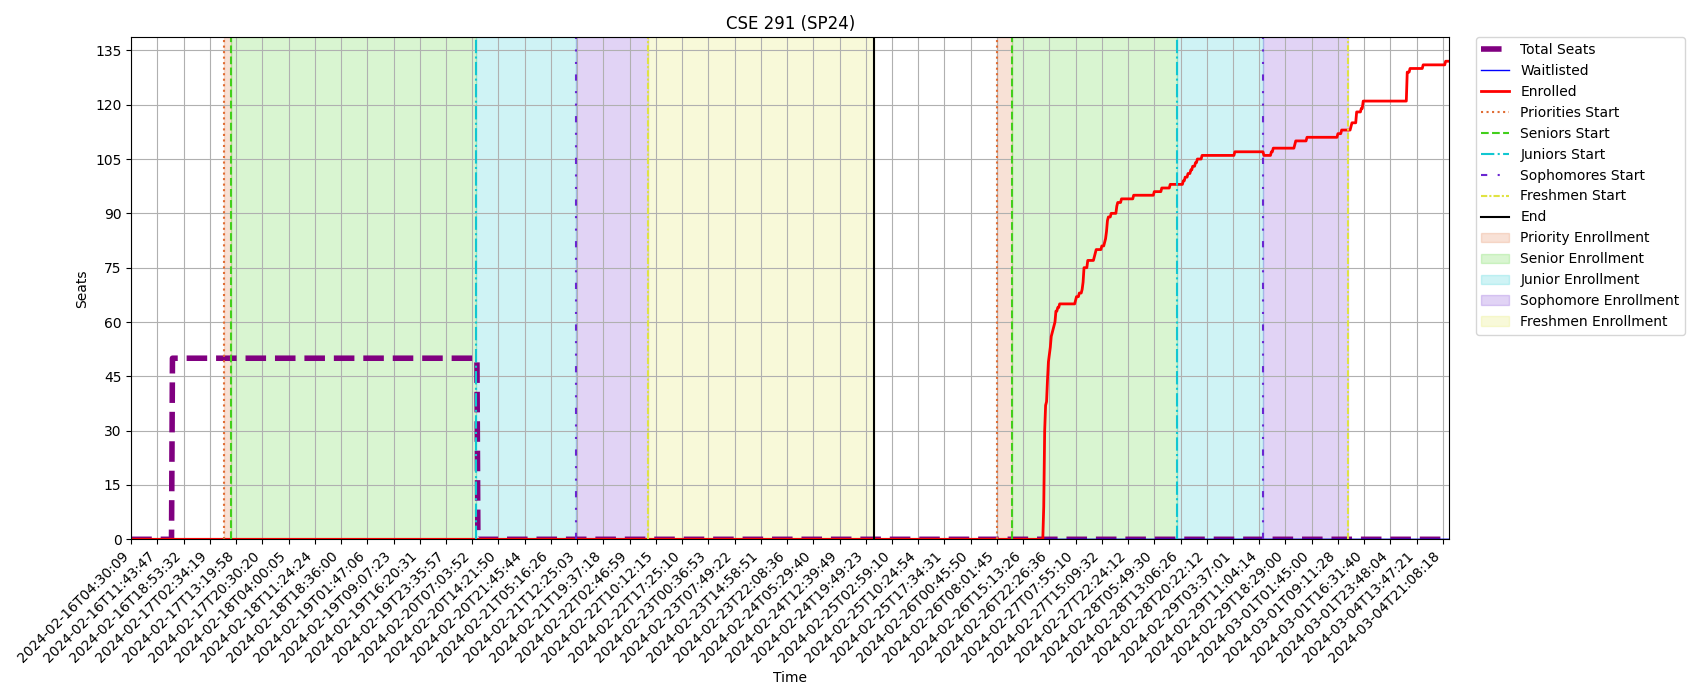 CSE 291 (SP24)
135
120
105
90
75
60
45
30
15
0
Seats
2024-02-16T04:30:09
2024-02-16T11:43:47
2024-02-16T18:53:32
2024-02-17T02:34:19
2024-02-17T13:19:58
2024-02-17T20:30:20
2024-02-18T04:00:05
2024-02-18T11:24:24
2024-02-18T18:36:00
2024-02-19T01:47:06
2024-02-19T09:07:23
2024-02-19T16:20:31
2024-02-19T23:35:57
2024-02-20T07:03:52
2024-02-20T14:21:50
2024-02-20T21:45:44
2024-02-21T05:16:26
2024-02-21T12:25:03
2024-02-21T19:37:18
2024-02-22T02:46:59
2024-02-22T10:12:15
2024-02-22T17:25:10
2024-02-23T00:36:53
2024-02-23T07:49:22
2024-02-23T14:58:51
2024-02-23T22:08:36
2024-02-24T05:29:40
2024-02-24T12:39:49
2024-02-24T19:49:23
2024-02-25T02:59:10
2024-02-25T10:24:54
2024-02-25T17:34:31
2024-02-26T00:45:50
2024-02-26T08:01:45
2024-02-26T15:13:26
2024-02-26T22:26:36
2024-02-27T07:55:10
2024-02-27T15:09:32
2024-02-27T22:24:12
2024-02-28T05:49:30
2024-02-28T13:06:26
2024-02-28T20:22:12
2024-02-29T03:37:01
2024-02-29T11:04:14
2024-02-29T18:29:00
2024-03-01T01:45:00
2024-03-01T09:11:28
2024-03-01T16:31:40
2024-03-01T23:48:04
2024-03-04T13:47:21
2024-03-04T21:08:18
Time
Total Seats
Waitlisted
Enrolled
Priorities Start
Seniors Start
Juniors Start
Sophomores Start
Freshmen Start
End
Priority Enrollment
Senior Enrollment
Junior Enrollment
Sophomore Enrollment
Freshmen Enrollment